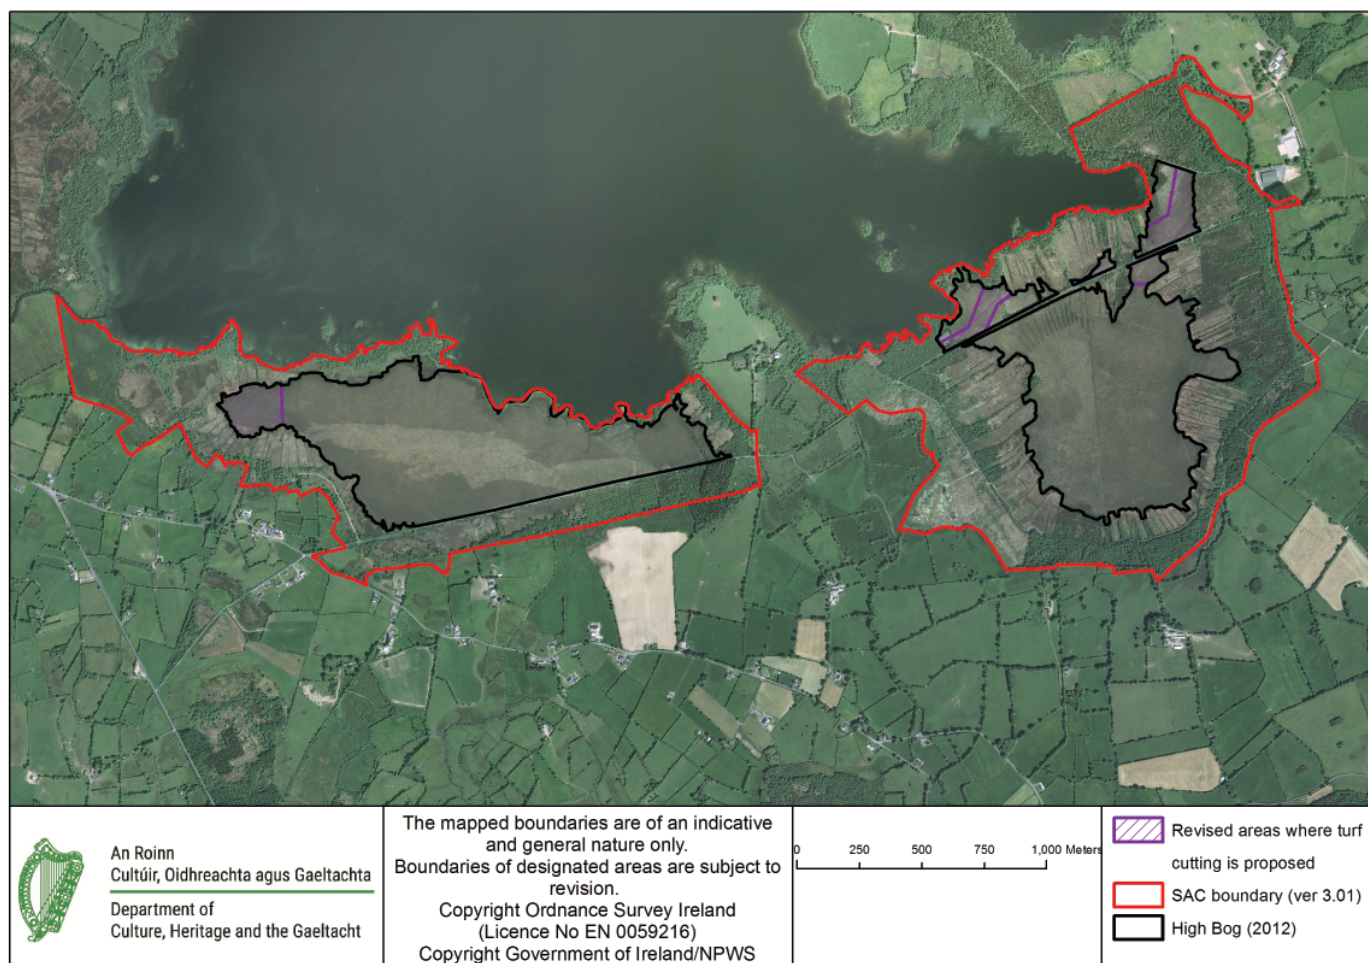 An Roinn
Cultúir, Oidhreachta agus Gaeltachta
Department of
Culture, Heritage and the Gaeltacht
The mapped boundaries are of an indicative
and general nature only.
Boundaries of designated areas are subject to
revision.
Copyright Ordnance Survey Ireland
(Licence No EN 0059216)
Copyright Government of Ireland/NPWS
0 250 500 750 1,000 Meters
Revised areas where turf
cutting is proposed
SAC boundary (ver 3.01)
High Bog (2012)